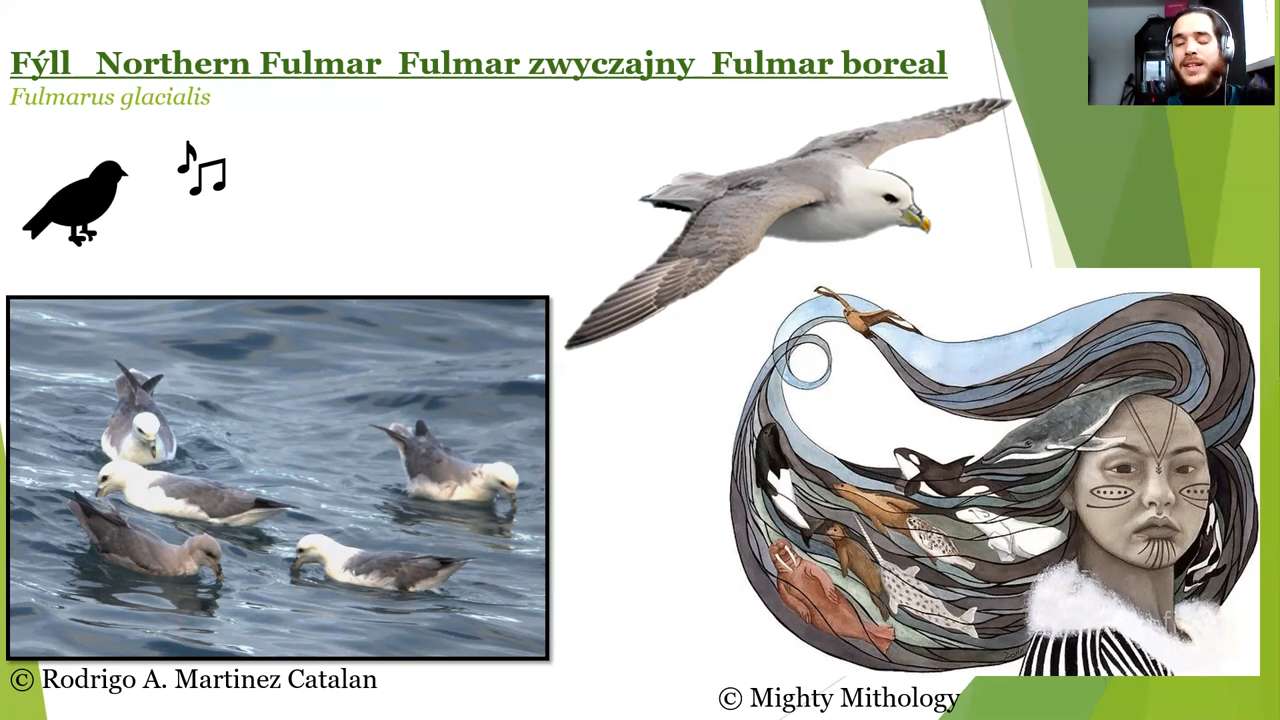 Fýll   Northern Fulmar  Fulmar zwyczajny  Fulmar boreal
Fulmarus glacialis
© Rodrigo A. Martinez Catalan
© Mighty Mithology